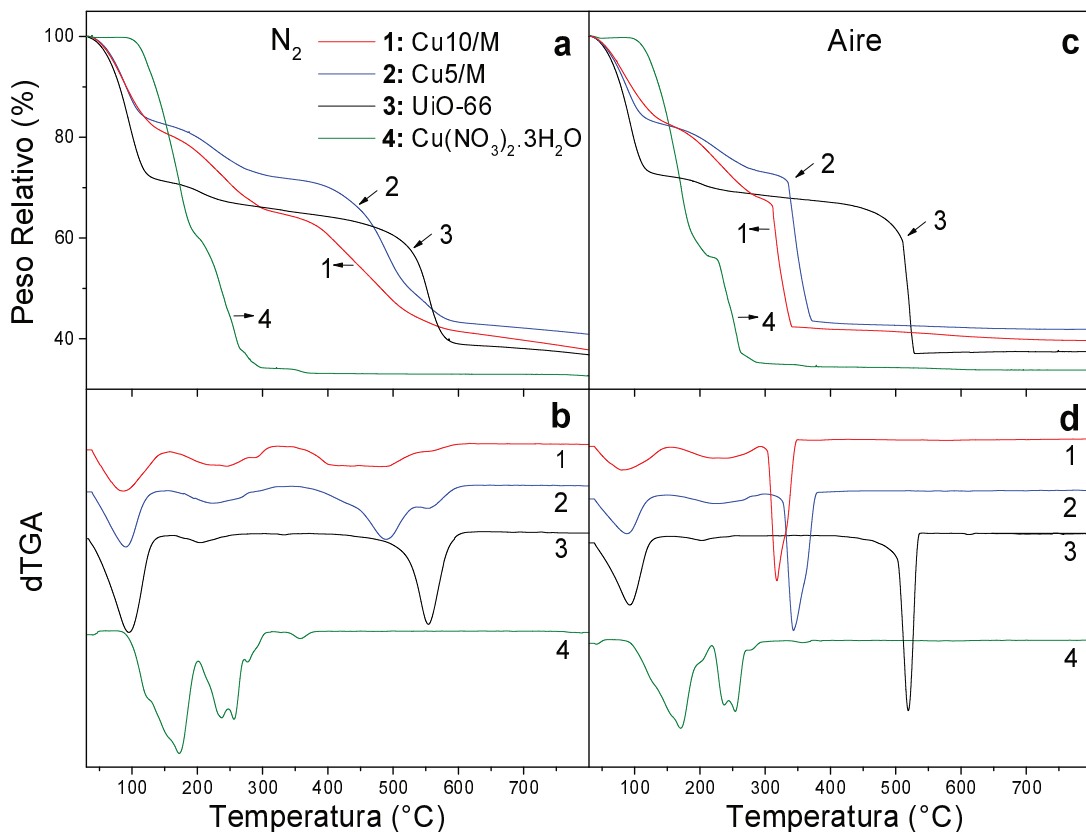 N₂
a
1: Cu10/M
2: Cu5/M
3: UiO-66
4: Cu(NO₃)₂.3H₂O
Aire
c
Peso Relativo (%)
100
80
60
40
1
2
3
4
1
2
3
4
b
1
2
3
4
d
1
2
3
4
dTGA
100 200 300 400 500 600 700
100 200 300 400 500 600 700
Temperatura (°C)
Temperatura (°C)